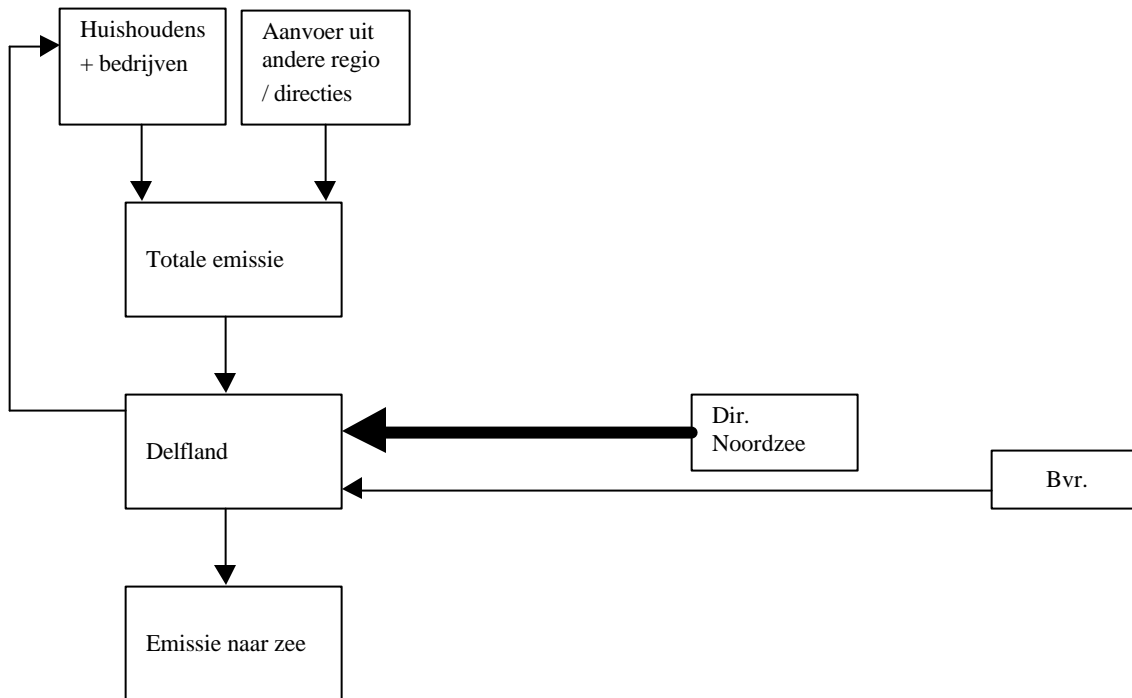 Huishoudens
+ bedrijven
Aanvoer uit
andere regio
/ directies
Totale emissie
Delfland
Dir.
Noordzee
Bvr.
Emissie naar zee